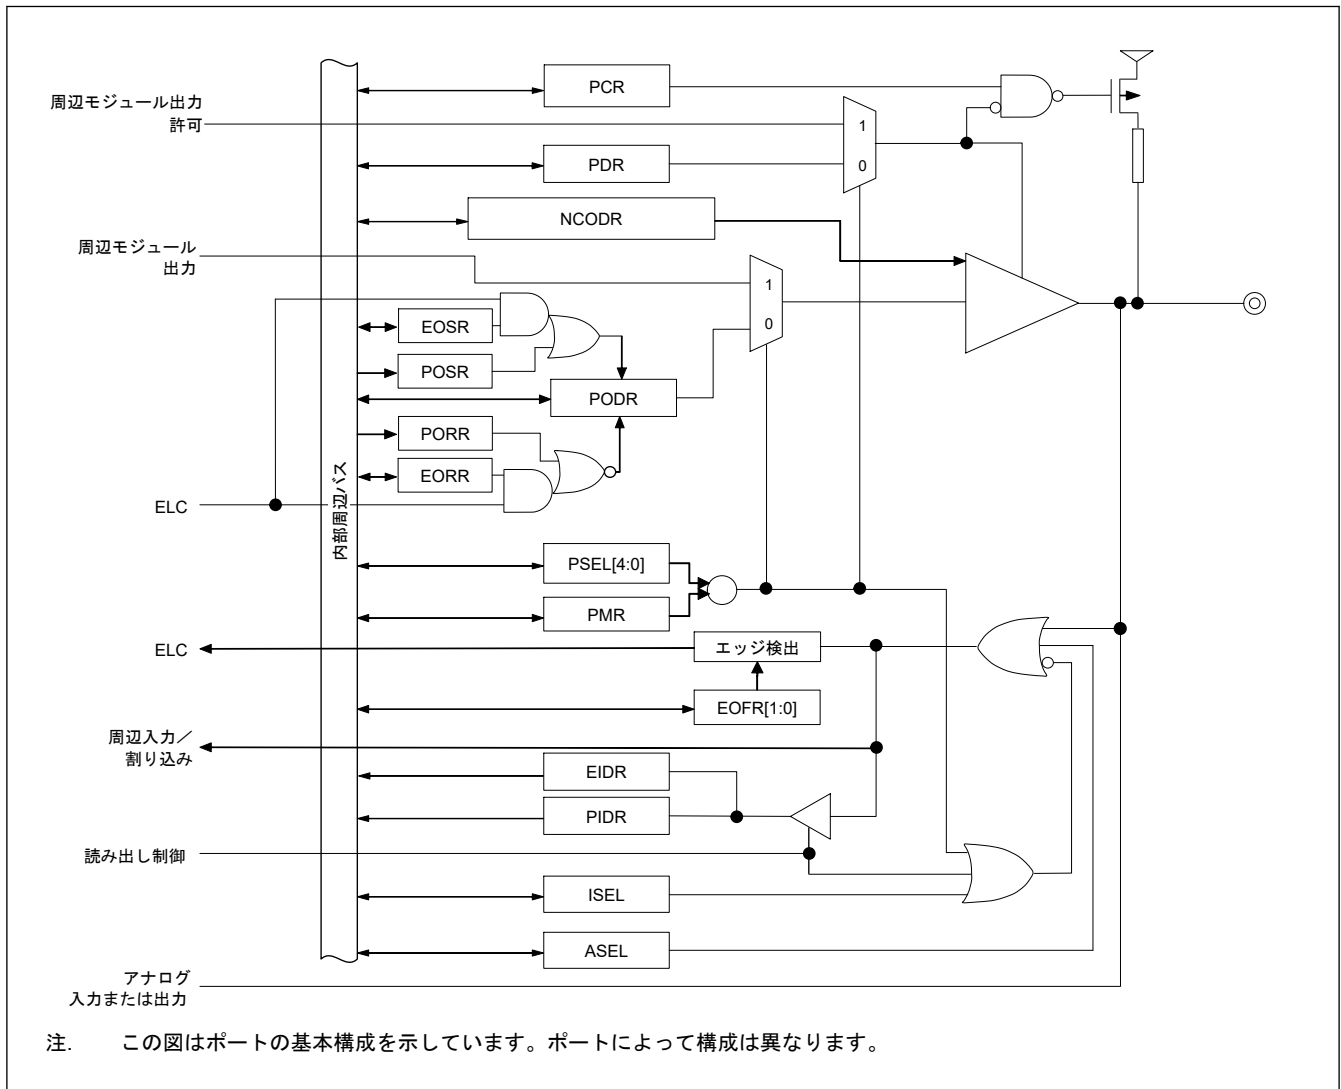 周辺モジュール出力
許可
PCR
1
0
PDR
NCODR
周辺モジュール
出力
1
0
EOSR
POSR
PODR
PORR
EORR
ELC
内部周辺バス
PSEL[4:0]
PMR
ELC
エッジ検出
EOFR[1:0]
周辺入力／
割り込み
EIDR
PIDR
読み出し制御
ISEL
ASEL
アナログ
入力または出力
注. この図はポートの基本構成を示しています。ポートによって構成は異なります。